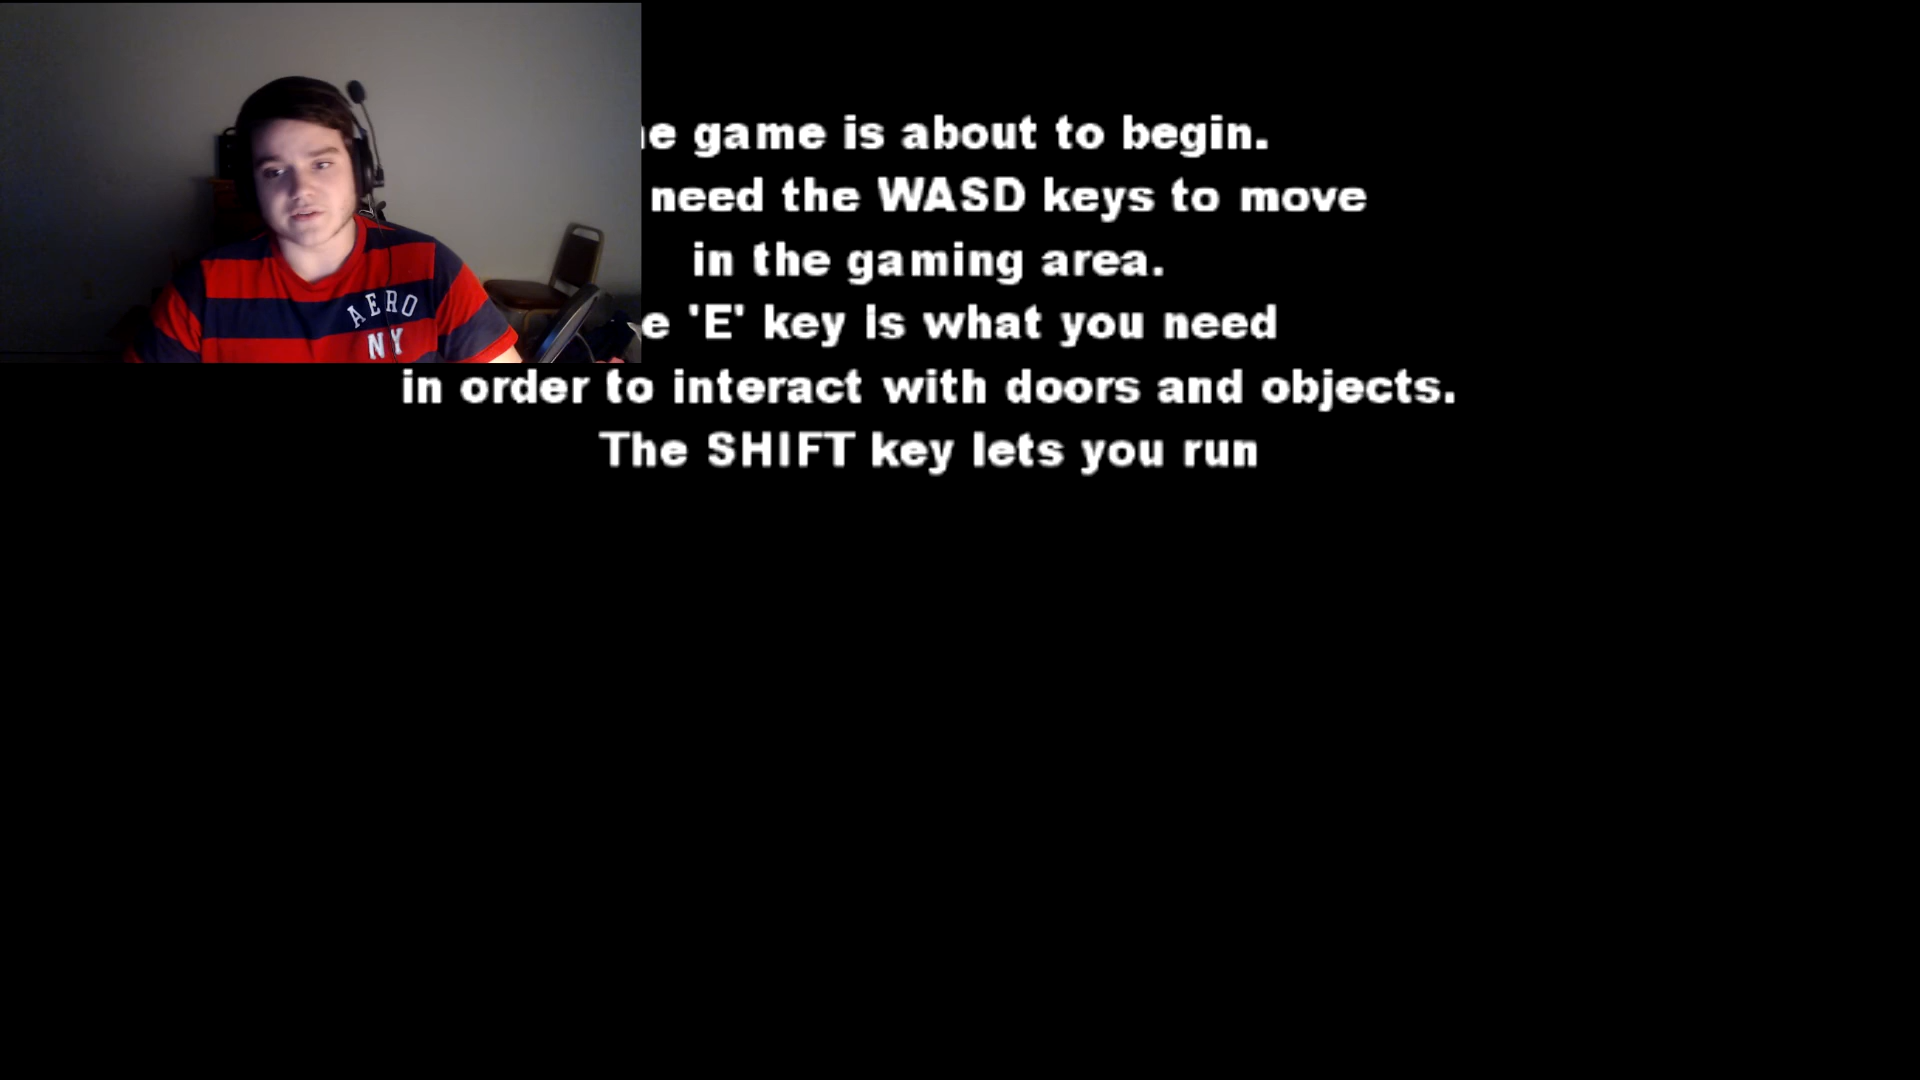 game is about to begin.
need the WASD keys to move
in the gaming area.
'E' key is what you need
in order to interact with doors and objects.
The SHIFT key lets you run
AERO
NY